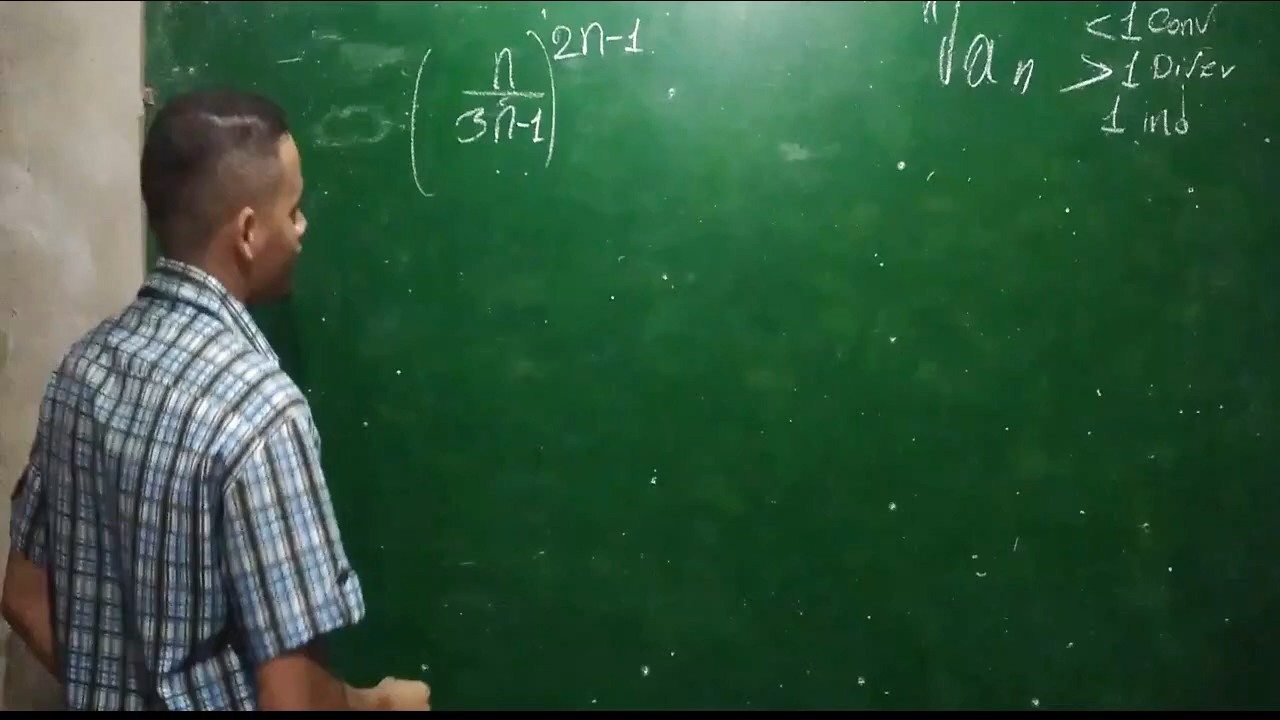 (n/(3n-1))^2n-1
ⁿ√aₙ
<1 Conv
>1 Diver
1 ind